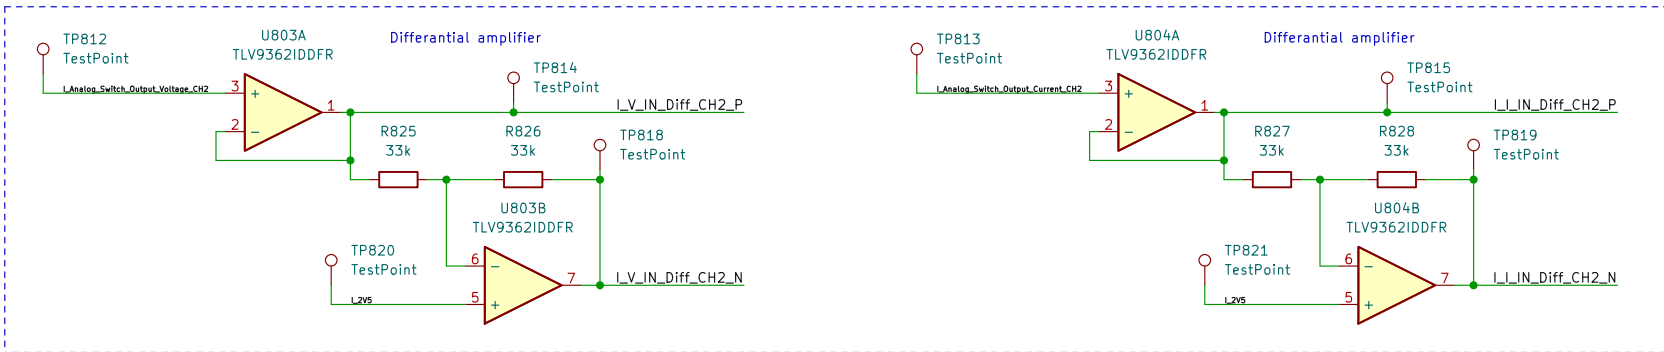 TP812
TestPoint
U803A
TLV9362IDDFR
Differantial amplifier
I_Analog_Switch_Output_Voltage_CH2
3
+
2
−
1
TP814
TestPoint
I_V_IN_Diff_CH2_P
R825
33k
R826
33k
TP818
TestPoint
U803B
TLV9362IDDFR
TP820
TestPoint
I_2V5
6
−
5
+
7
I_V_IN_Diff_CH2_N
TP813
TestPoint
U804A
TLV9362IDDFR
Differantial amplifier
I_Analog_Switch_Output_Current_CH2
3
+
2
−
1
TP815
TestPoint
I_I_IN_Diff_CH2_P
R827
33k
R828
33k
TP819
TestPoint
U804B
TLV9362IDDFR
TP821
TestPoint
I_2V5
6
−
5
+
7
I_I_IN_Diff_CH2_N